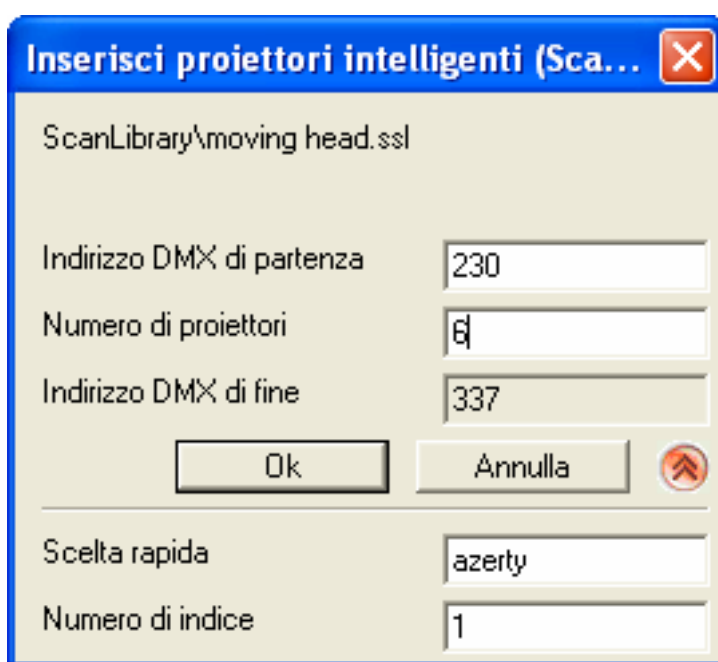 Inserisci proiettori intelligenti (Sca...
ScanLibrary\moving head.ssl
Indirizzo DMX di partenza 230
Numero di proiettori 6
Indirizzo DMX di fine 337
Ok Annulla
Scelta rapida azerty
Numero di indice 1